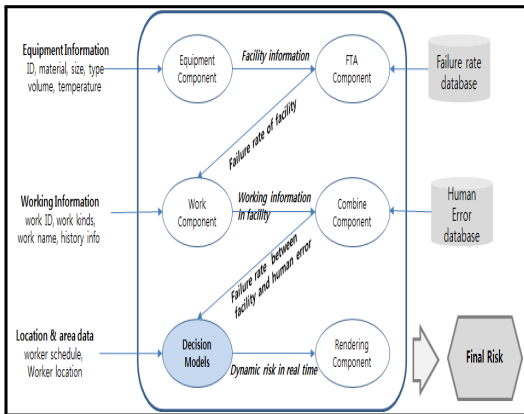 Equipment Information
ID, material, size, type
volume, temperature
Equipment
Component
Facility information
FTA
Component
Failure rate
database
Failure rate of facility
Working Information
work ID, work kinds,
work name, history info
Work
Component
Working information
In facility
Combine
Component
Human
Error
database
Failure rate between
facility and human error
Location & area data
worker schedule,
Worker location
Decision
Models
Dynamic risk in real time
Rendering
Component
Final Risk